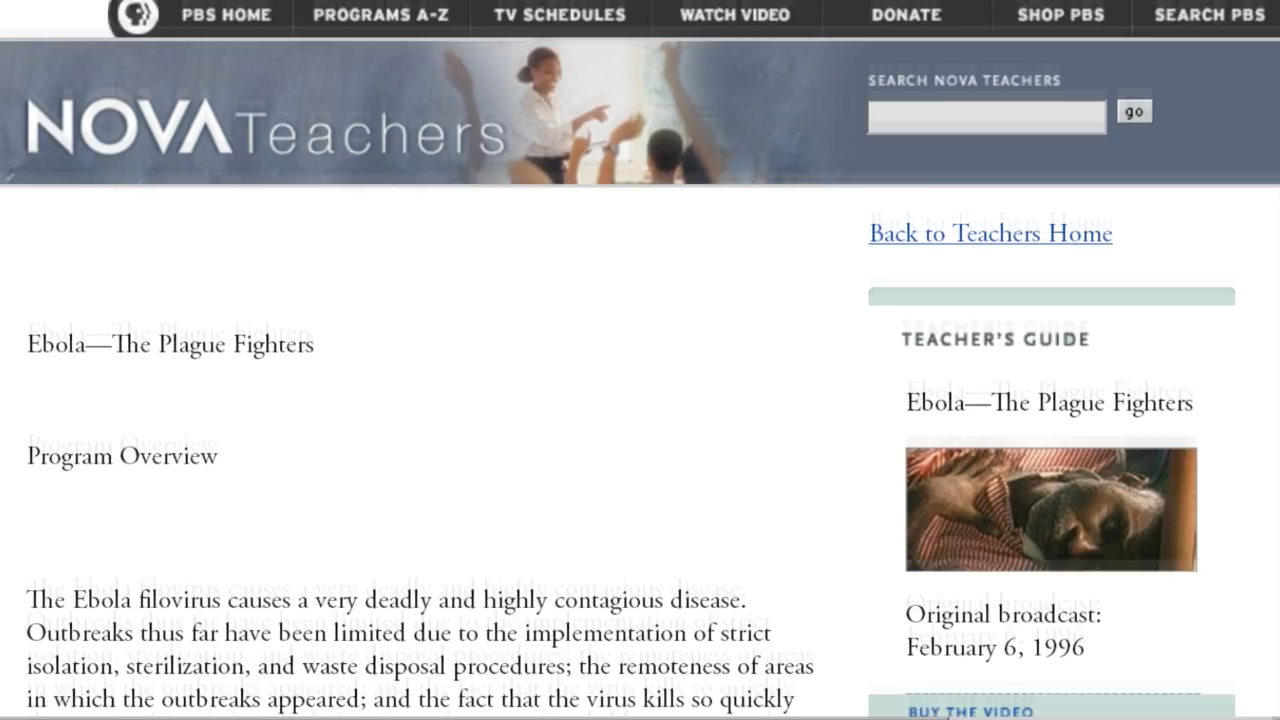 PBS HOME PROGRAMS A-Z TV SCHEDULES WATCH VIDEO DONATE SHOP PBS SEARCH PBS
NOVA Teachers
SEARCH NOVA TEACHERS
go
Back to Teachers Home
Ebola—The Plague Fighters
Program Overview
The Ebola filovirus causes a very deadly and highly contagious disease.
Outbreaks thus far have been limited due to the implementation of strict
isolation, sterilization, and waste disposal procedures; the remoteness of areas
in which the outbreaks appeared; and the fact that the virus kills so quickly
TEACHER'S GUIDE
Ebola—The Plague Fighters
Original broadcast:
February 6, 1996
BUY THE VIDEO